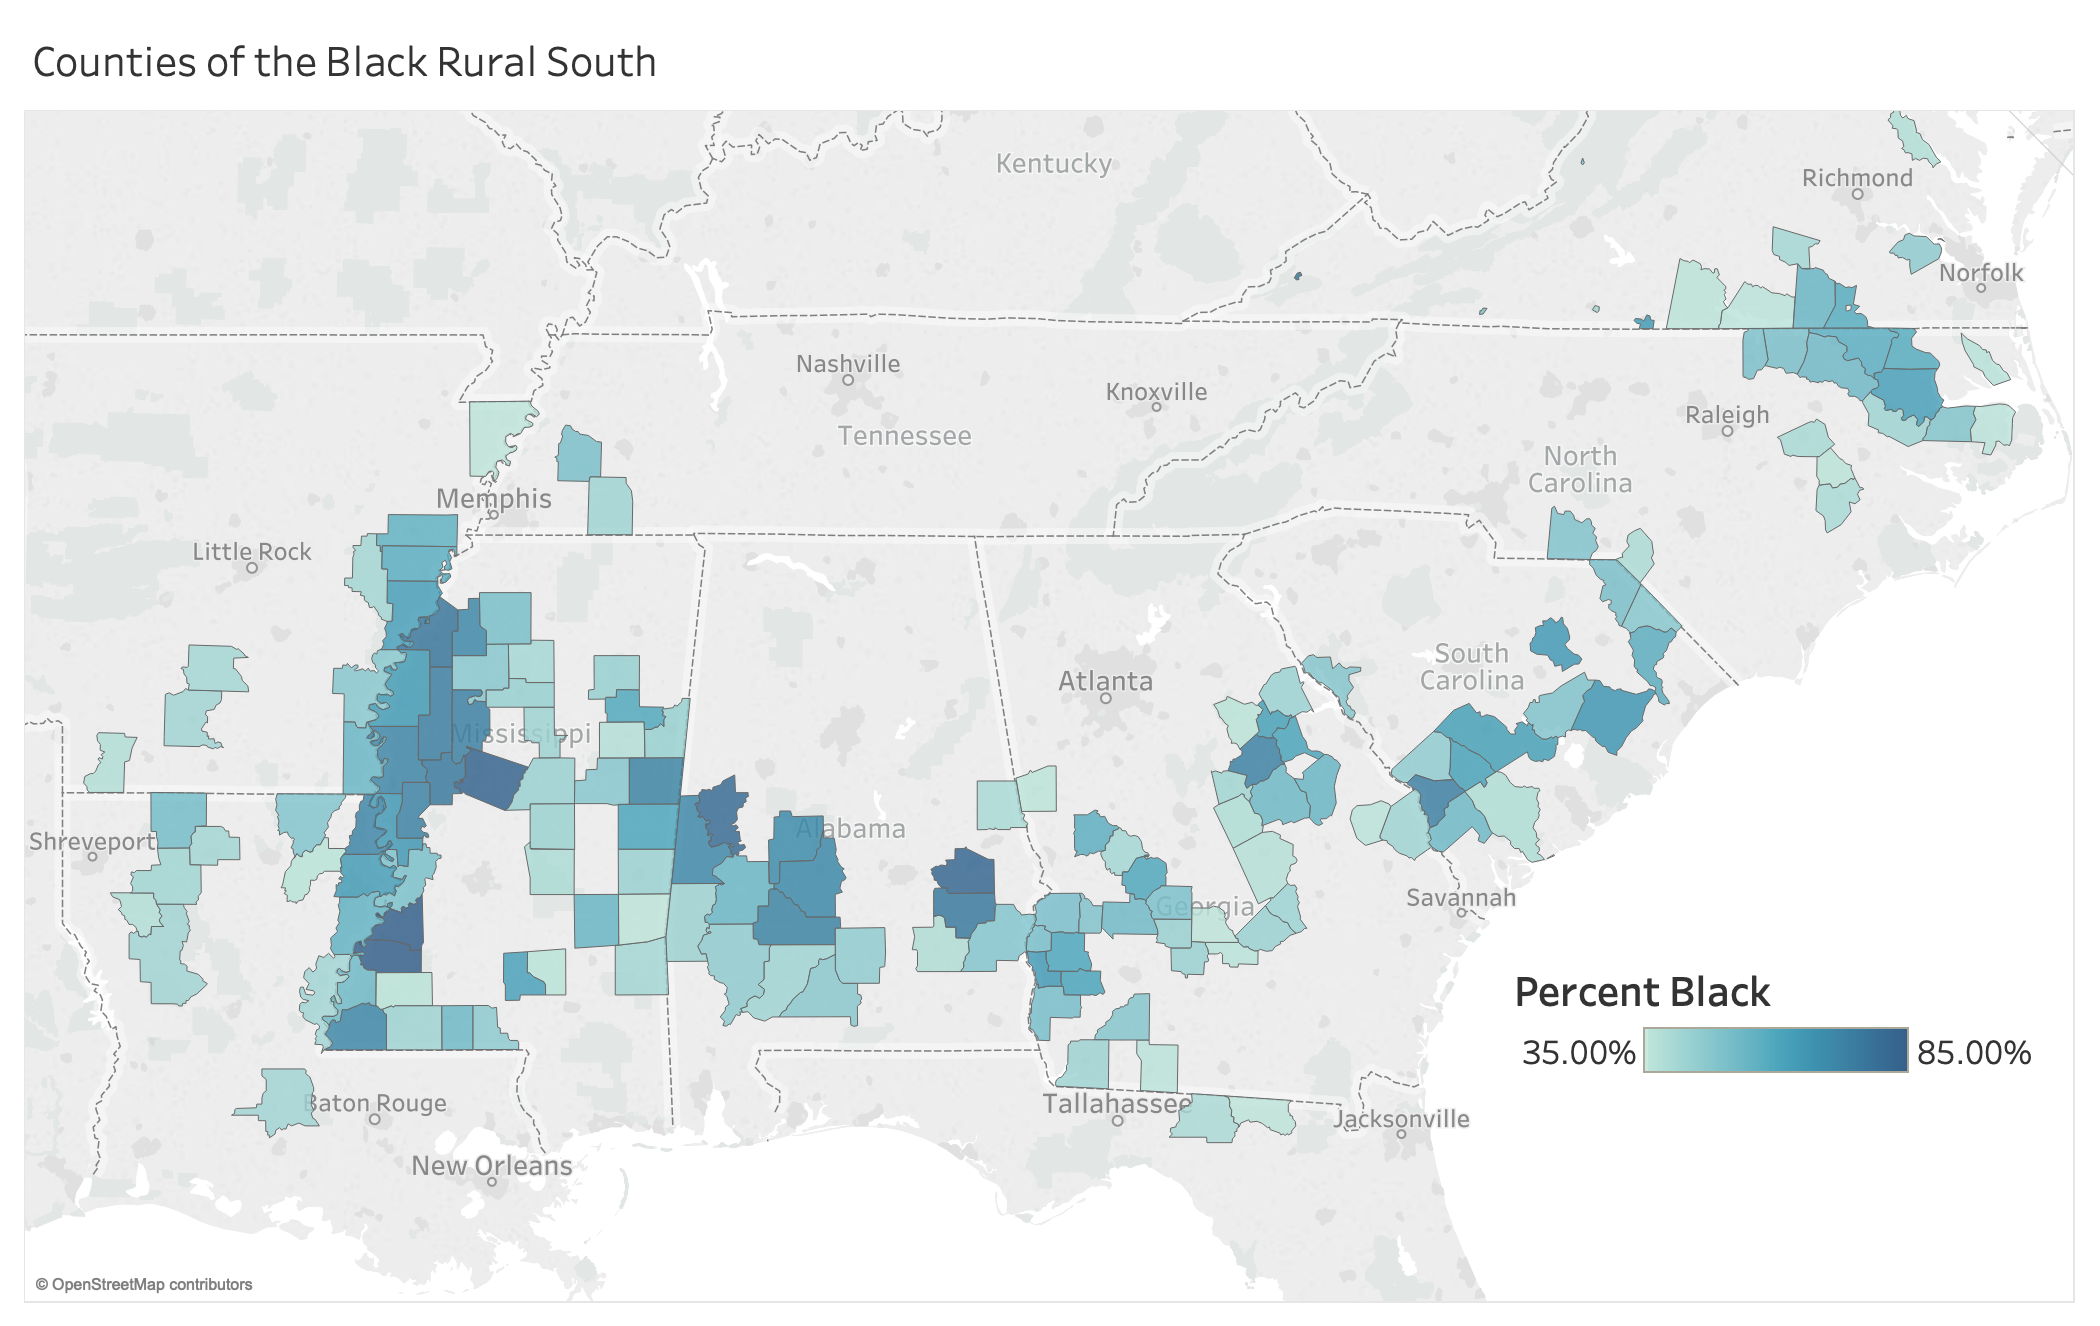 Counties of the Black Rural South
Kentucky
Richmond
Norfolk
Nashville
Knoxville
Tennessee
Raleigh
North
Carolina
Memphis
Little Rock
South
Carolina
Atlanta
Mississippi
Shreveport
Alabama
Georgia
Savannah
Percent Black
35.00%
85.00%
Baton Rouge
Tallahassee
Jacksonville
New Orleans
© OpenStreetMap contributors